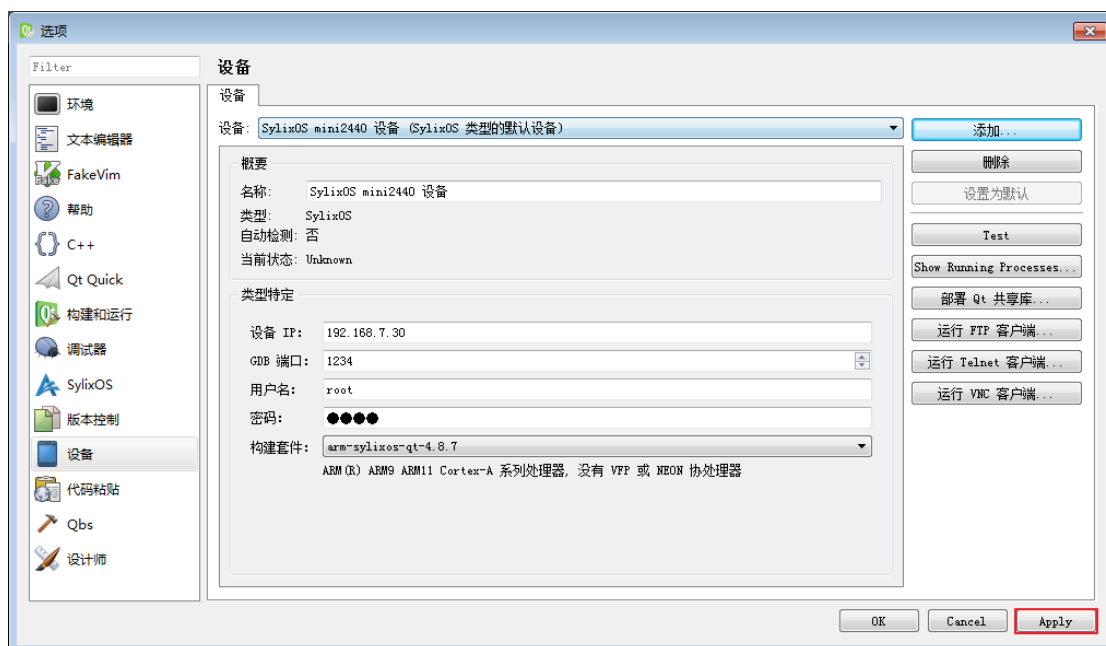 选项
Filter
环境
文本编辑器
FakeVim
帮助
C++
Qt Quick
构建和运行
调试器
SylixOS
版本控制
设备
代码粘贴
Qbs
设计师
设备
设备
设备: SylixOS mini2440 设备 (SylixOS 类型的默认设备)
概要
名称: SylixOS mini2440 设备
类型: SylixOS
自动检测: 否
当前状态: Unknown
类型特定
设备 IP: 192.168.7.30
GDB 端口: 1234
用户名: root
密码: ●●●●
构建套件: arm-sylixos-qt-4.8.7
ARM(R) ARM9 ARM11 Cortex-A 系列处理器, 没有 VFP 或 NEON 协处理器
添加...
删除
设置为默认
Test
Show Running Processes...
部署 Qt 共享库...
运行 FTP 客户端...
运行 Telnet 客户端...
运行 VNC 客户端...
OK Cancel Apply